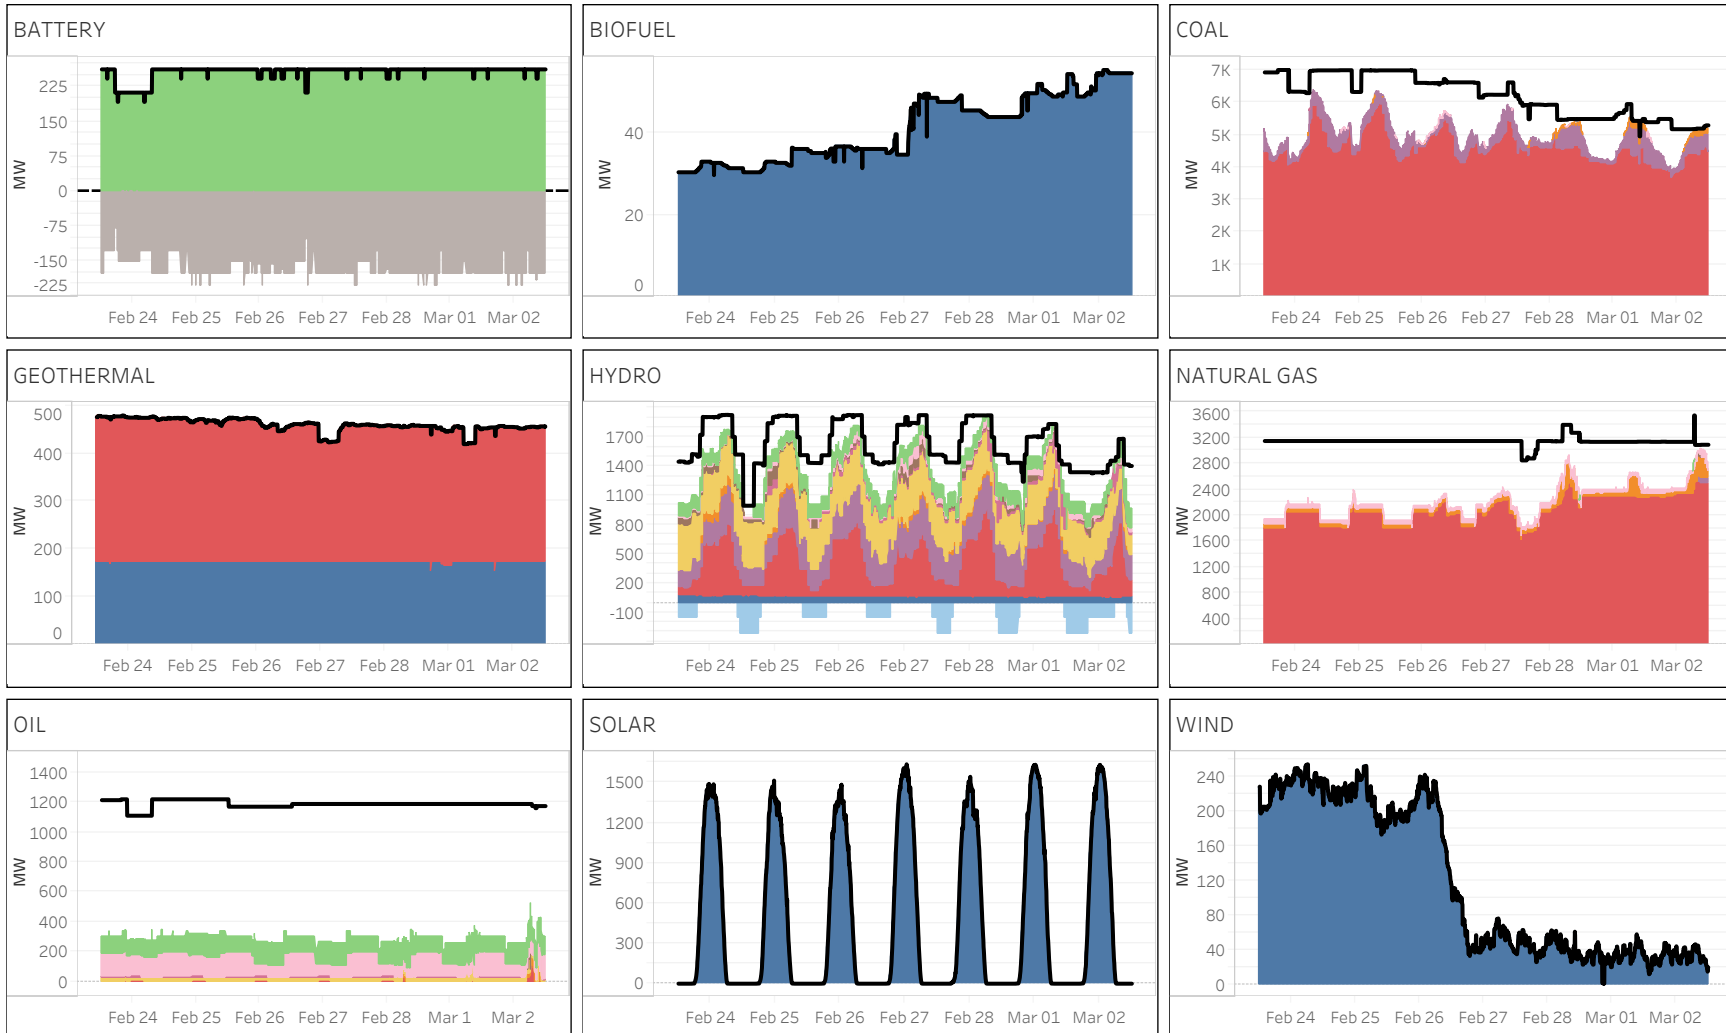 BATTERY
MW
225
150
75
0
-75
-150
-225
Feb 24 Feb 25 Feb 26 Feb 27 Feb 28 Mar 01 Mar 02
BIOFUEL
MW
40
20
0
Feb 24 Feb 25 Feb 26 Feb 27 Feb 28 Mar 01 Mar 02
COAL
MW
7K
6K
5K
4K
3K
2K
1K
Feb 24 Feb 25 Feb 26 Feb 27 Feb 28 Mar 01 Mar 02
GEOTHERMAL
MW
500
400
300
200
100
0
Feb 24 Feb 25 Feb 26 Feb 27 Feb 28 Mar 01 Mar 02
HYDRO
MW
1700
1400
1100
800
500
200
-100
Feb 24 Feb 25 Feb 26 Feb 27 Feb 28 Mar 01 Mar 02
NATURAL GAS
MW
3600
3200
2800
2400
2000
1600
1200
800
400
Feb 24 Feb 25 Feb 26 Feb 27 Feb 28 Mar 01 Mar 02
OIL
MW
1400
1200
1000
800
600
400
200
0
Feb 24 Feb 25 Feb 26 Feb 27 Feb 28 Mar 1 Mar 2
SOLAR
MW
1500
1200
900
600
300
0
Feb 24 Feb 25 Feb 26 Feb 27 Feb 28 Mar 01 Mar 02
WIND
MW
240
200
160
120
80
40
0
Feb 24 Feb 25 Feb 26 Feb 27 Feb 28 Mar 01 Mar 02